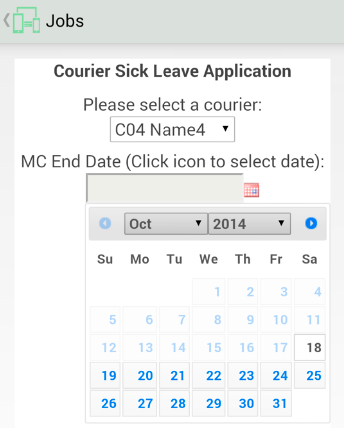 Jobs
Courier Sick Leave Application
Please select a courier:
C04 Name4
MC End Date (Click icon to select date):
Oct 2014
Su Mo Tu We Th Fr Sa
1 2 3 4
5 6 7 8 9 10 11
12 13 14 15 16 17 18
19 20 21 22 23 24 25
26 27 28 29 30 31